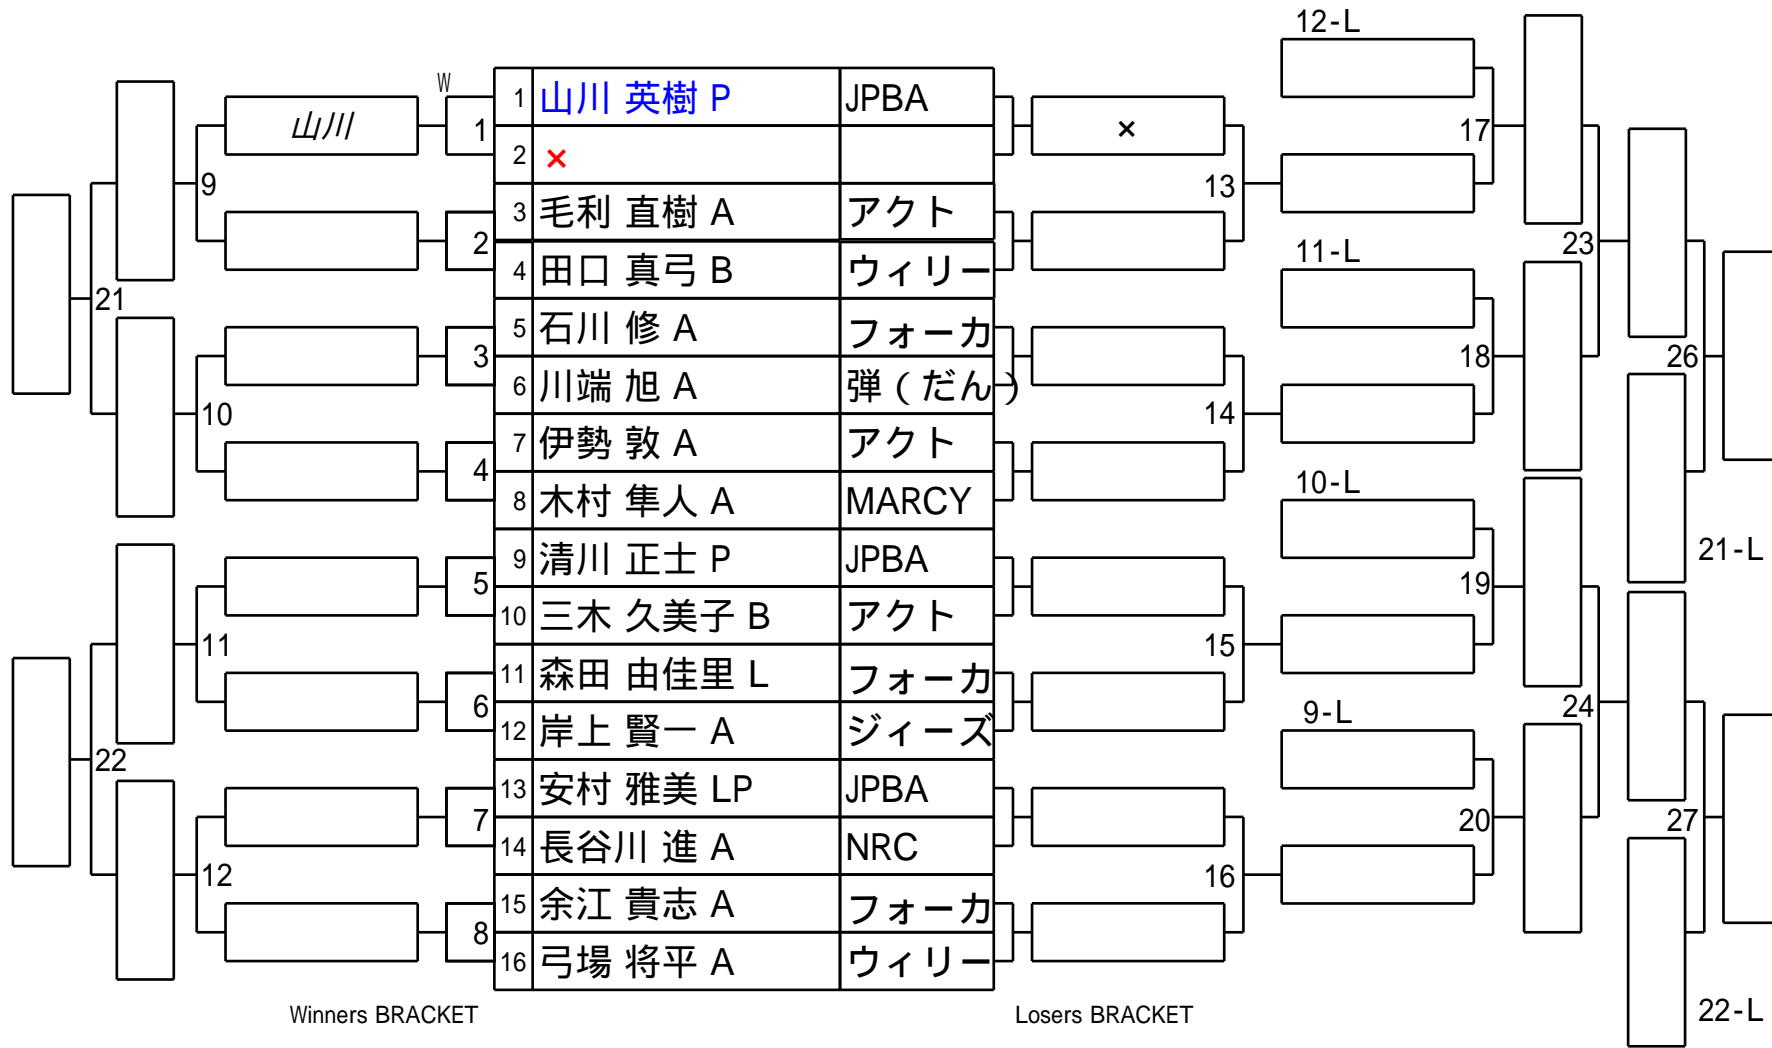 12-L
W
1 山川 英樹 P JPBA
山川
1
×
17
2 ×
9
13
3 毛利 直樹 A アクト
2
23
4 田口 真弓 B ウィリー
11-L
21
5 石川 修 A フォーカ
3
18
26
6 川端 旭 A 弾（だん）
10
14
7 伊勢 敦 A アクト
4
10-L
8 木村 隼人 A MARCY
9 清川 正士 P JPBA
21-L
5
19
10 三木 久美子 B アクト
11
15
11 森田 由佳里 L フォーカ
6
9-L
24
12 岸上 賢一 A ジィーズ
22
13 安村 雅美 LP JPBA
7
20
27
14 長谷川 進 A NRC
12
16
15 余江 貴志 A フォーカ
8
16 弓場 将平 A ウィリー
22-L
Winners BRACKET
Losers BRACKET